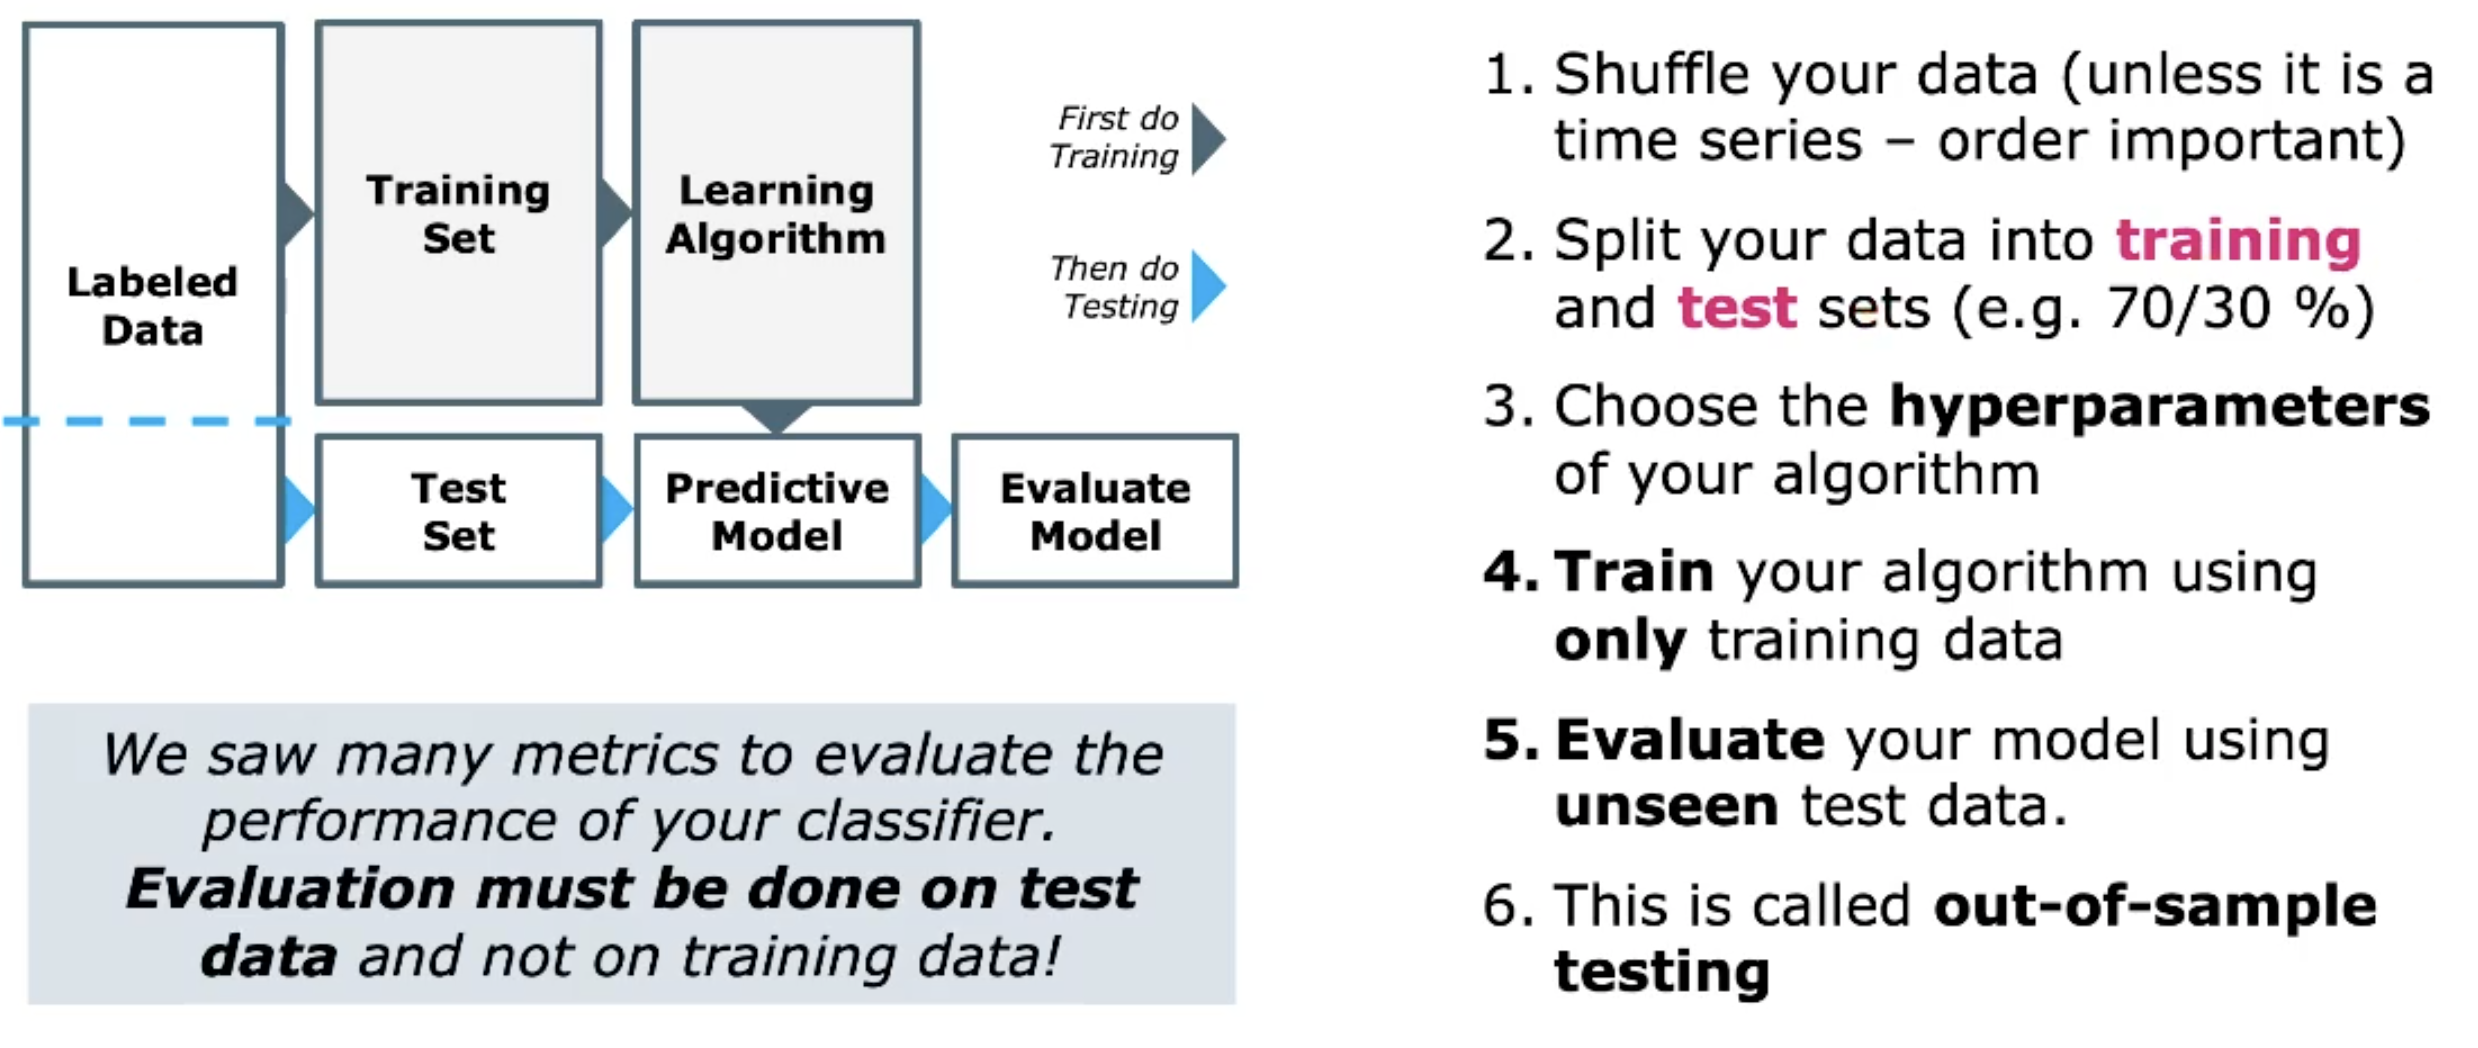 Labeled
Data
Training
Set
Learning
Algorithm
First do
Training
Then do
Testing
Test
Set
Predictive
Model
Evaluate
Model
We saw many metrics to evaluate the
performance of your classifier.
Evaluation must be done on test
data and not on training data!
1. Shuffle your data (unless it is a
time series – order important)
2. Split your data into training
and test sets (e.g. 70/30 %)
3. Choose the hyperparameters
of your algorithm
4. Train your algorithm using
only training data
5. Evaluate your model using
unseen test data.
6. This is called out-of-sample
testing